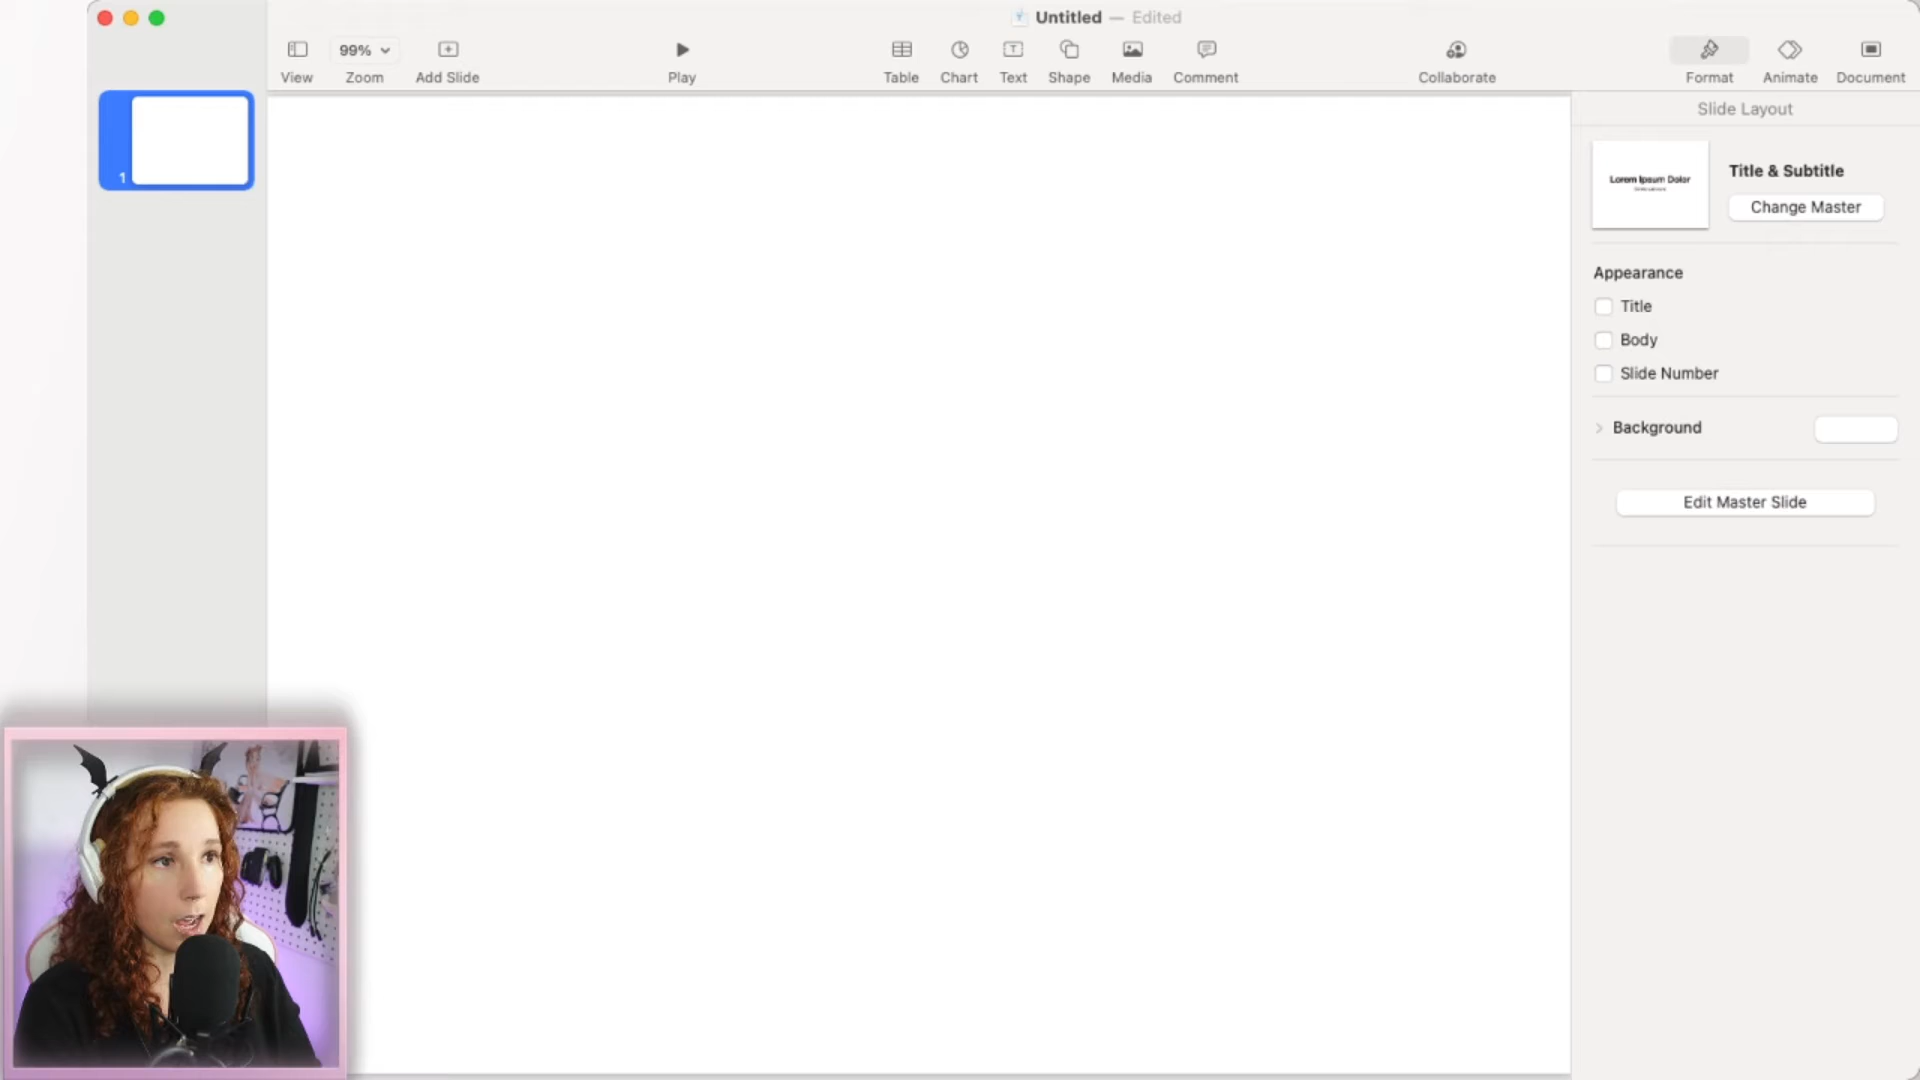 Untitled — Edited
99%
View
Zoom
Add Slide
Play
Table
Chart
Text
Shape
Media
Comment
Collaborate
Format
Animate
Document
1
Slide Layout
Lorem Ipsum Dolor
Title & Subtitle
Change Master
Appearance
Title
Body
Slide Number
Background
Edit Master Slide